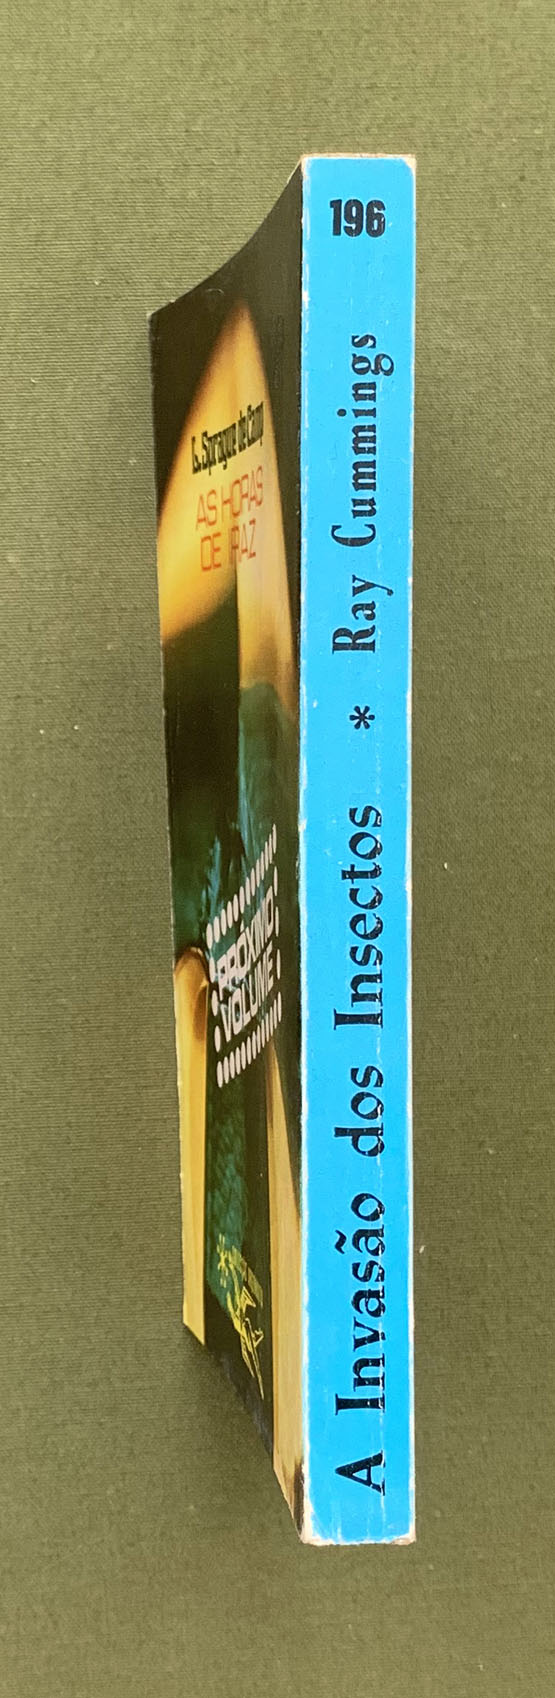 196
A Invasão dos Insectos * Ray Cummings
L. Sprague de Camp
AS HORAS
DE IRAZ
PRÓXIMO
VOLUME